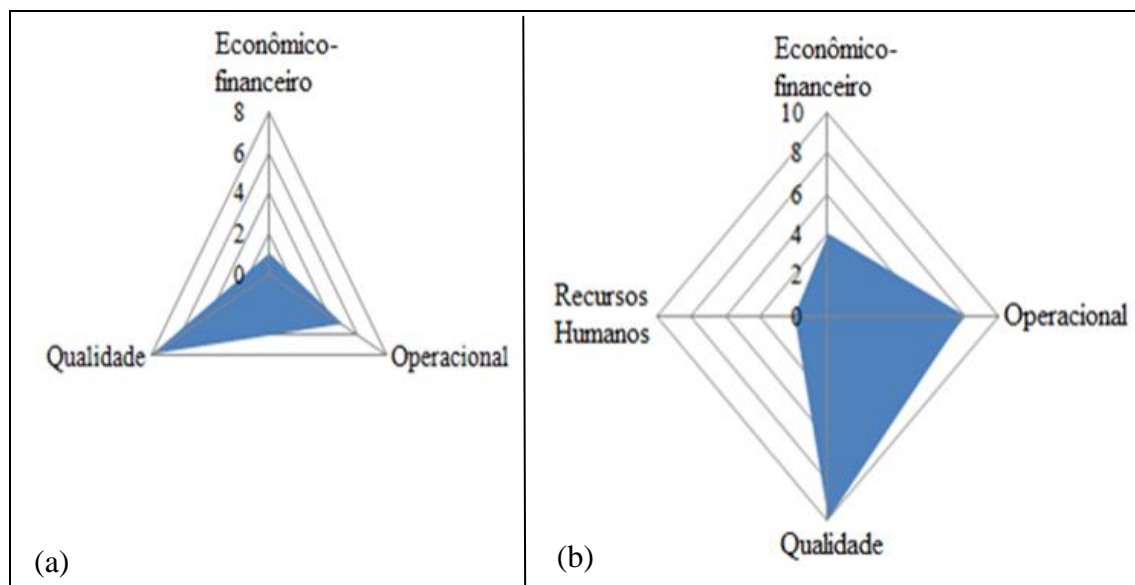 Econômico-
financeiro
8
6
4
2
0
Qualidade
Operacional
(a)
Econômico-
financeiro
10
8
6
4
2
0
Recursos
Humanos
Operacional
Qualidade
(b)